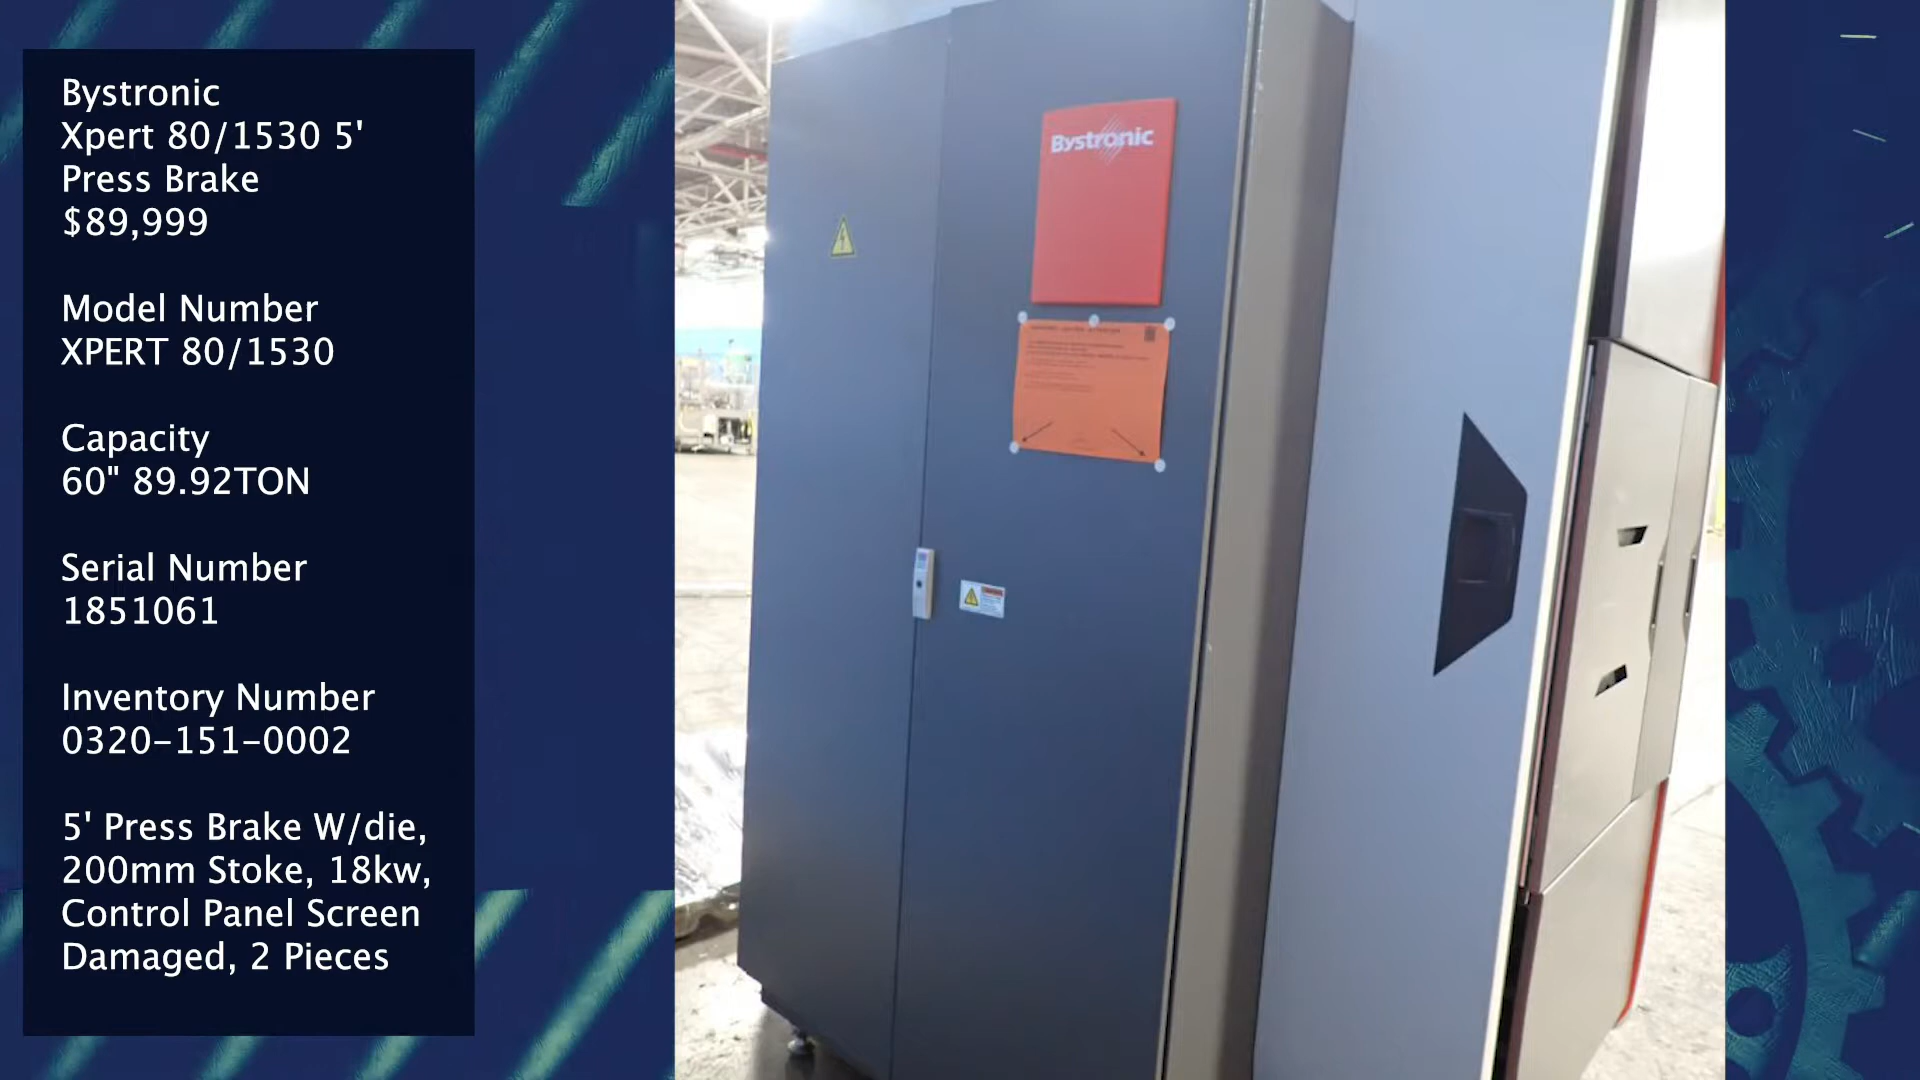 Bystronic
Xpert 80/1530 5'
Press Brake
$89,999
Model Number
XPERT 80/1530
Capacity
60" 89.92TON
Serial Number
1851061
Inventory Number
0320-151-0002
5' Press Brake W/die,
200mm Stoke, 18kw,
Control Panel Screen
Damaged, 2 Pieces
Bystronic